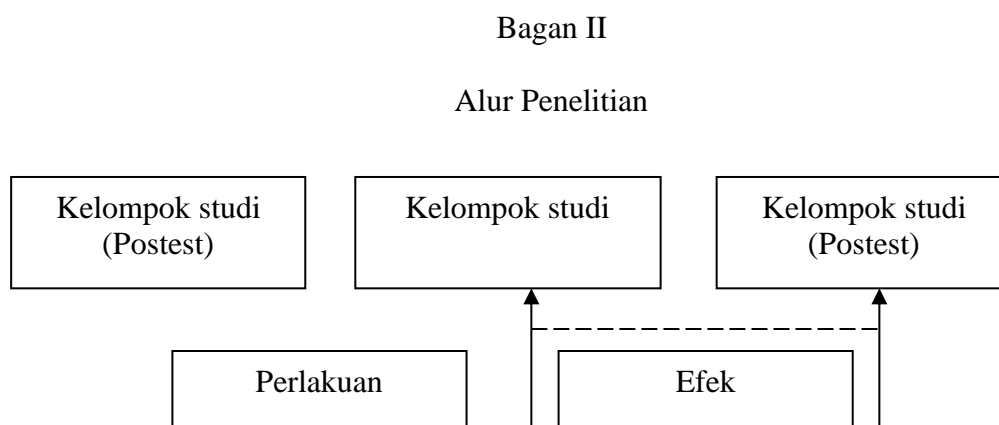 Bagan II
Alur Penelitian
Kelompok studi
(Postest)
Kelompok studi
Kelompok studi
(Postest)
Perlakuan
Efek